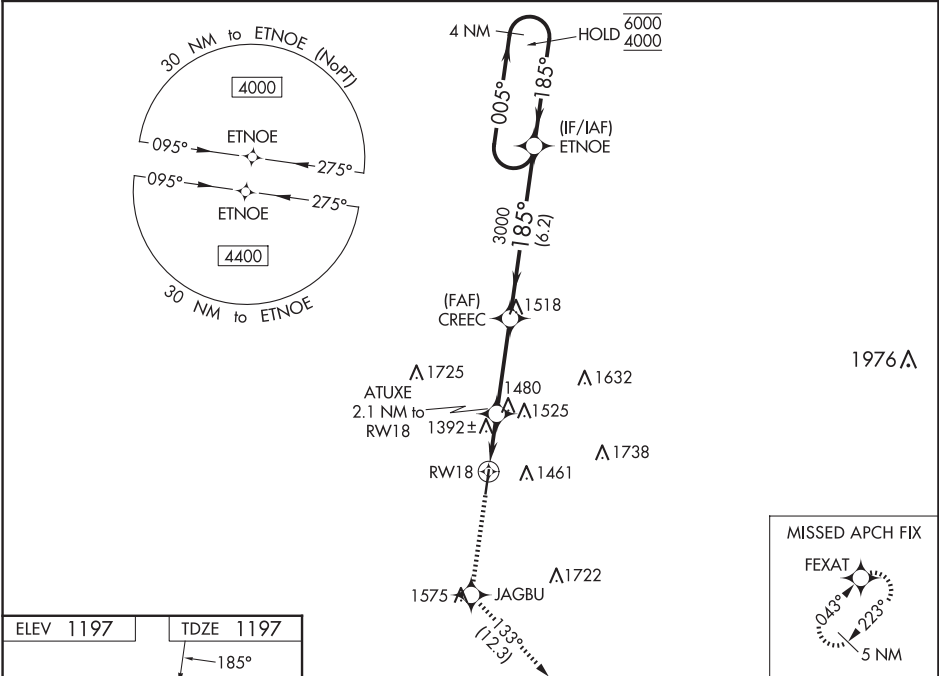 30 NM to ETNOE (NoPT)
4000
ETNOE
095°
275°
095°
275°
ETNOE
4400
30 NM to ETNOE
4 NM
HOLD
6000
4000
005°
185°
(IF/IAF)
ETNOE
3000
185°
(6.2)
(FAF)
CREEC
1518
1976
1725
1632
ATUXE
2.1 NM to
RW18
1480
1525
1392±
1738
RW18
1461
1722
1575
JAGBU
133°
(12.3)
MISSED APCH FIX
FEXAT
043°
223°
5 NM
ELEV 1197
TDZE 1197
185°